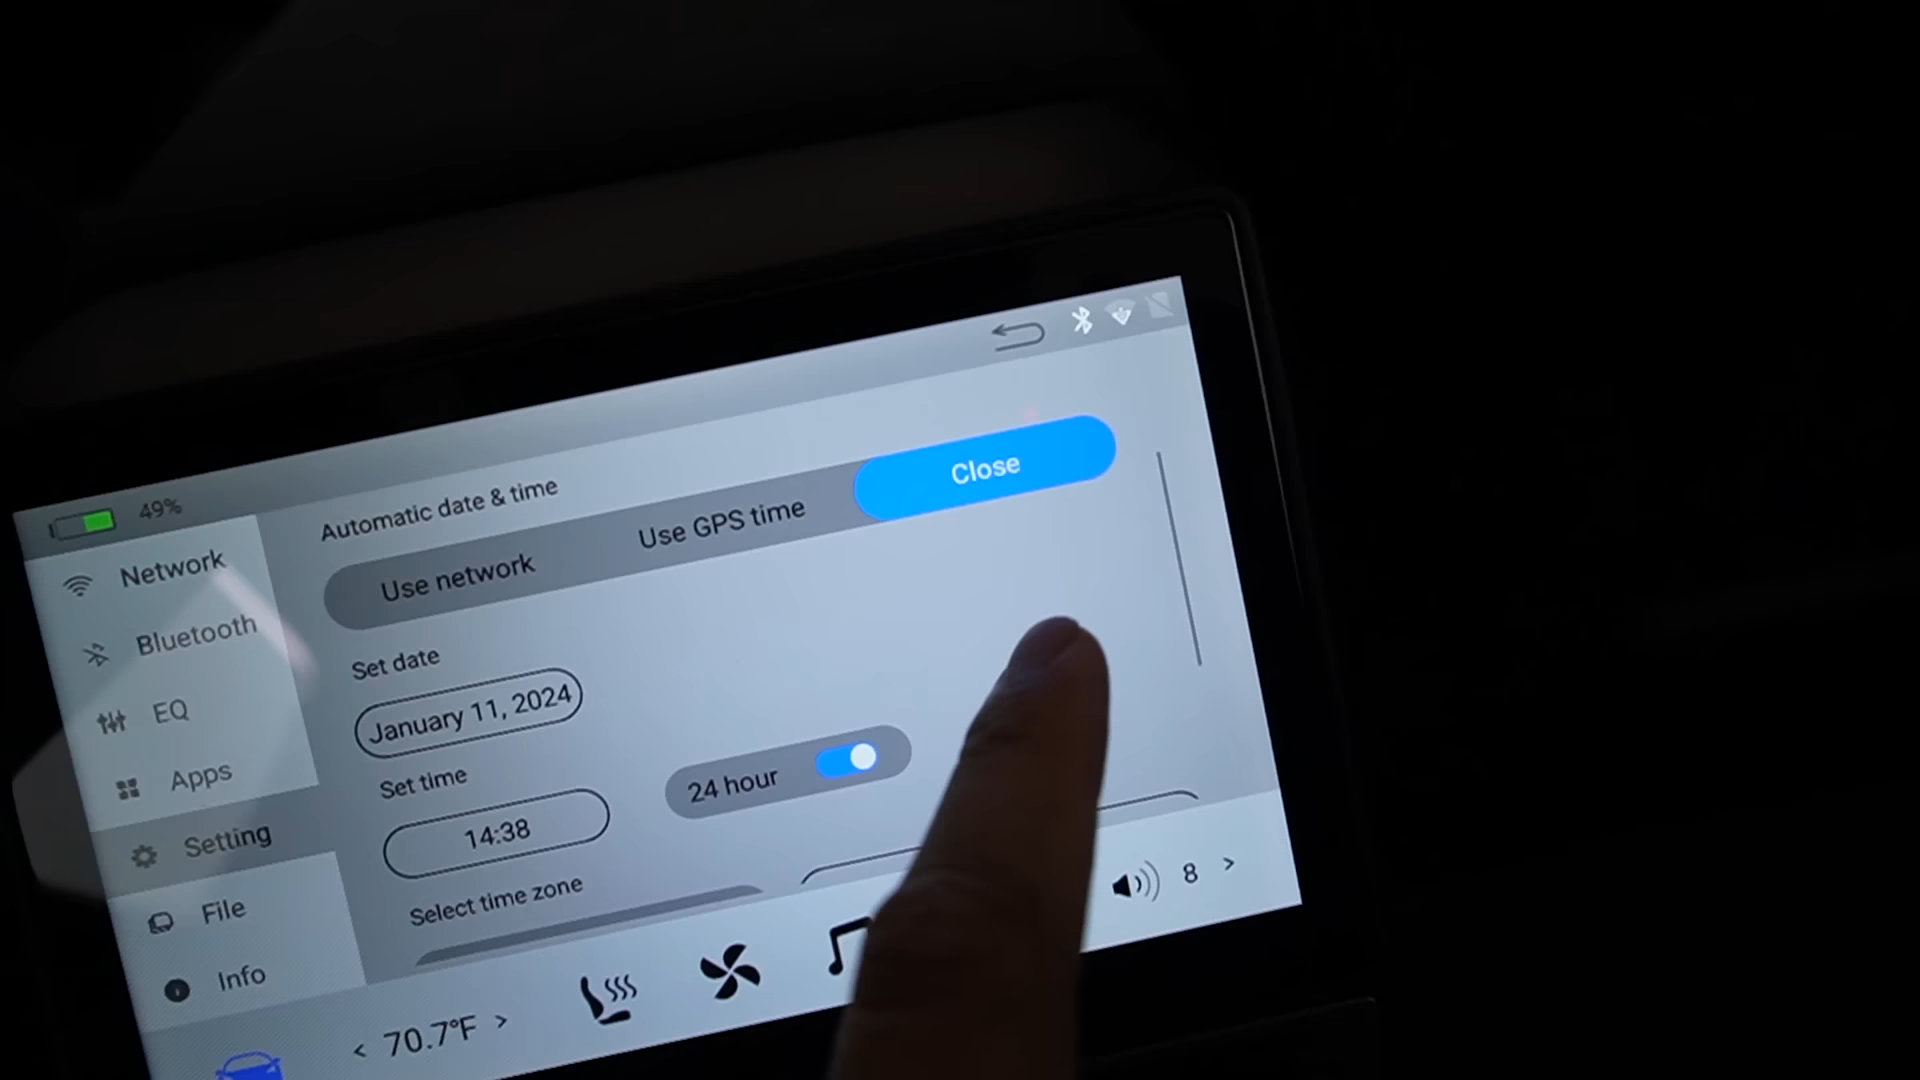 49%
Network
Bluetooth
EQ
Apps
Setting
File
Info
Automatic date & time
Use network
Use GPS time
Close
Set date
January 11, 2024
Set time
14:38
24 hour
Select time zone
< 70.7°F >
8 >